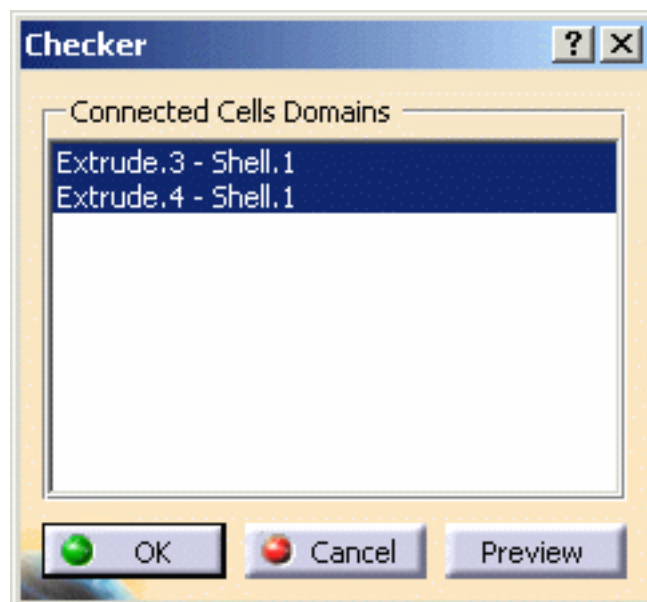 Checker
Connected Cells Domains
Extrude.3 - Shell.1
Extrude.4 - Shell.1
OK Cancel Preview